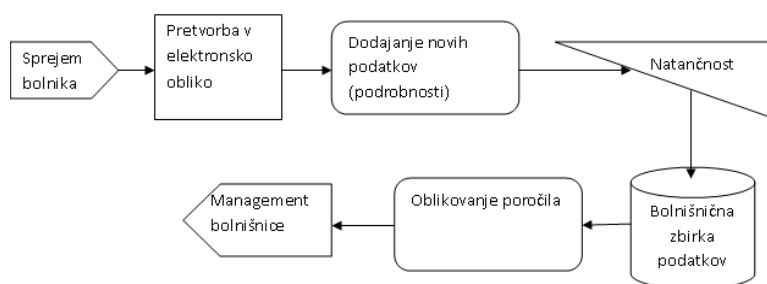 Sprejem
bolnika
Pretvorba v
elektronsko
obliko
Dodajanje novih
podatkov
(podrobnosti)
Natančnost
Management
bolnišnice
Oblikovanje poročila
Bolnišnična
zbirka
podatkov